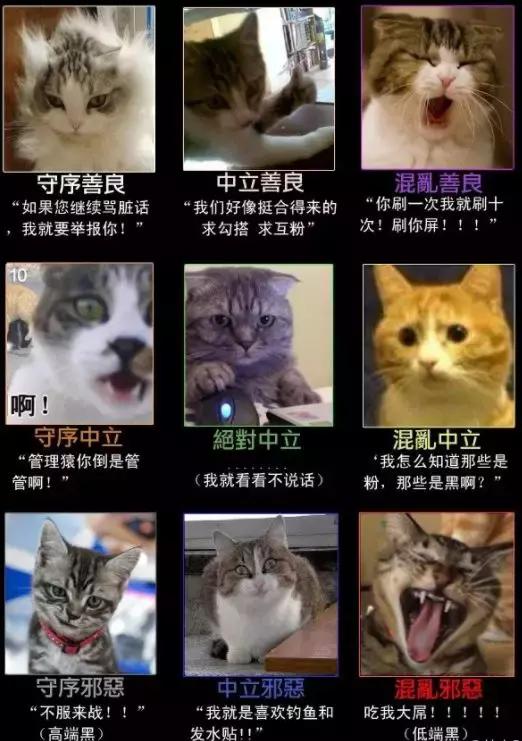 守序善良
中立善良
混亂善良
“如果您继续骂脏话
，我就要举报你！”
“我们好像挺合得来的
求勾搭 求互粉”
“你刷一次我就刷十
次！刷你屏！！！”
10
啊！
守序中立
絕對中立
混亂中立
“管理猿你倒是管
管啊！”
........
（我就看看不说话）
‘我怎么知道那些是
粉，那些是黑啊？”
守序邪惡
中立邪惡
混亂邪惡
“不服来战！！”
（高端黑）
“我就是喜欢钓鱼和
发水贴!!”
吃我大屌！！！！！
（低端黑）